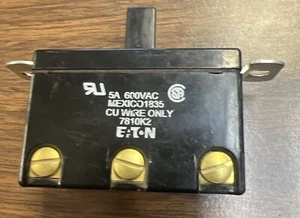 5A 600VAC
MEXICO1835
CU WIRE ONLY
7810K2
EATON